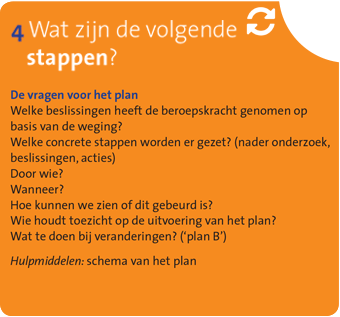 4 Wat zijn de volgende
stappen?
De vragen voor het plan
Welke beslissingen heeft de beroepskracht genomen op
basis van de weging?
Welke concrete stappen worden er gezet? (nader onderzoek,
beslissingen, acties)
Door wie?
Wanneer?
Hoe kunnen we zien of dit gebeurd is?
Wie houdt toezicht op de uitvoering van het plan?
Wat te doen bij veranderingen? (‘plan B’)
Hulpmiddelen: schema van het plan